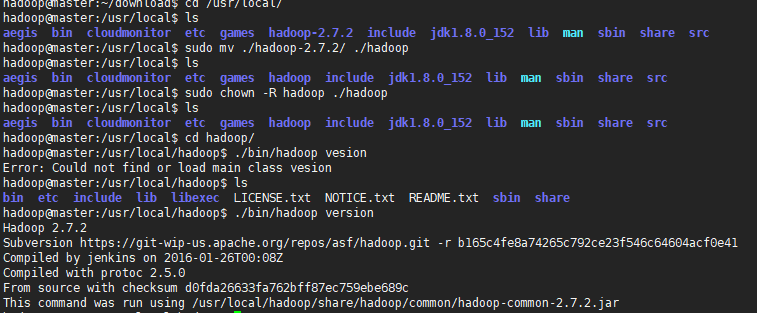 hadoop@master:~/download$ cd /usr/local/
hadoop@master:/usr/local$ ls
aegis bin cloudmonitor etc games hadoop-2.7.2 include jdk1.8.0_152 lib man sbin share src
hadoop@master:/usr/local$ sudo mv ./hadoop-2.7.2/ ./hadoop
hadoop@master:/usr/local$ ls
aegis bin cloudmonitor etc games hadoop include jdk1.8.0_152 lib man sbin share src
hadoop@master:/usr/local$ sudo chown -R hadoop ./hadoop
hadoop@master:/usr/local$ ls
aegis bin cloudmonitor etc games hadoop include jdk1.8.0_152 lib man sbin share src
hadoop@master:/usr/local$ cd hadoop/
hadoop@master:/usr/local/hadoop$ ./bin/hadoop vesion
Error: Could not find or load main class vesion
hadoop@master:/usr/local/hadoop$ ls
bin etc include lib libexec LICENSE.txt NOTICE.txt README.txt sbin share
hadoop@master:/usr/local/hadoop$ ./bin/hadoop version
Hadoop 2.7.2
Subversion https://git-wip-us.apache.org/repos/asf/hadoop.git -r b165c4fe8a74265c792ce23f546c64604acf0e41
Compiled by jenkins on 2016-01-26T00:08Z
Compiled with protoc 2.5.0
From source with checksum d0fda26633fa762bff87ec759ebe689c
This command was run using /usr/local/hadoop/share/hadoop/common/hadoop-common-2.7.2.jar